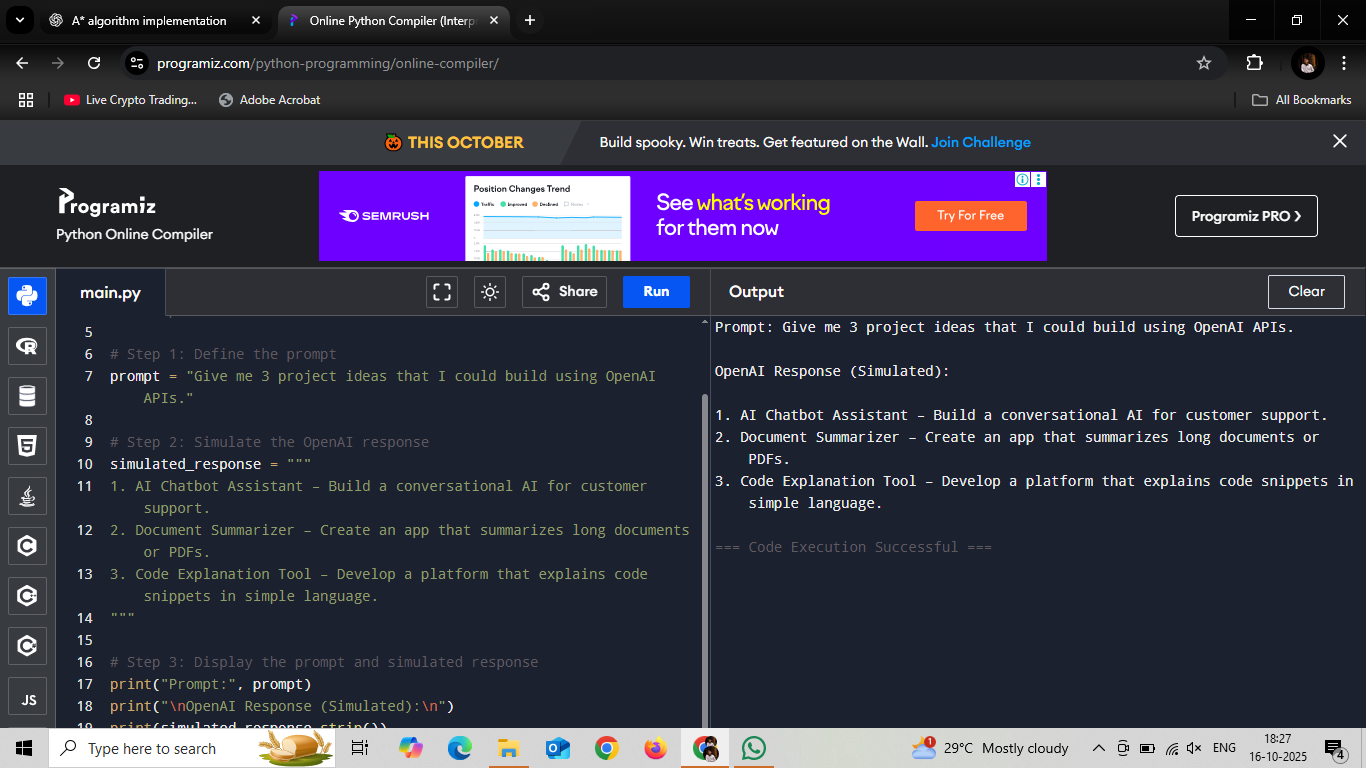 A* algorithm implementation
Online Python Compiler (Interp
programiz.com/python-programming/online-compiler/
Live Crypto Trading...
Adobe Acrobat
All Bookmarks
THIS OCTOBER
Build spooky. Win treats. Get featured on the Wall. Join Challenge
Programiz
Python Online Compiler
SEMRUSH
Position Changes Trend
Traffic Improved Declined
See what's working
for them now
Try For Free
Programiz PRO
main.py
Share
Run
Output
Clear
5
6 # Step 1: Define the prompt
7 prompt = "Give me 3 project ideas that I could build using OpenAI
APIs."
8
9 # Step 2: Simulate the OpenAI response
10 simulated_response = """
11 1. AI Chatbot Assistant – Build a conversational AI for customer
support.
12 2. Document Summarizer – Create an app that summarizes long documents
or PDFs.
13 3. Code Explanation Tool – Develop a platform that explains code
snippets in simple language.
14 """
15
16 # Step 3: Display the prompt and simulated response
17 print("Prompt:", prompt)
18 print("\nOpenAI Response (Simulated):\n")
19 print(simulated_response.strip())
Prompt: Give me 3 project ideas that I could build using OpenAI APIs.
OpenAI Response (Simulated):
1. AI Chatbot Assistant – Build a conversational AI for customer support.
2. Document Summarizer – Create an app that summarizes long documents or
PDFs.
3. Code Explanation Tool – Develop a platform that explains code snippets in
simple language.
=== Code Execution Successful ===
JS
Type here to search
1
29°C Mostly cloudy
ENG
18:27
16-10-2025
4